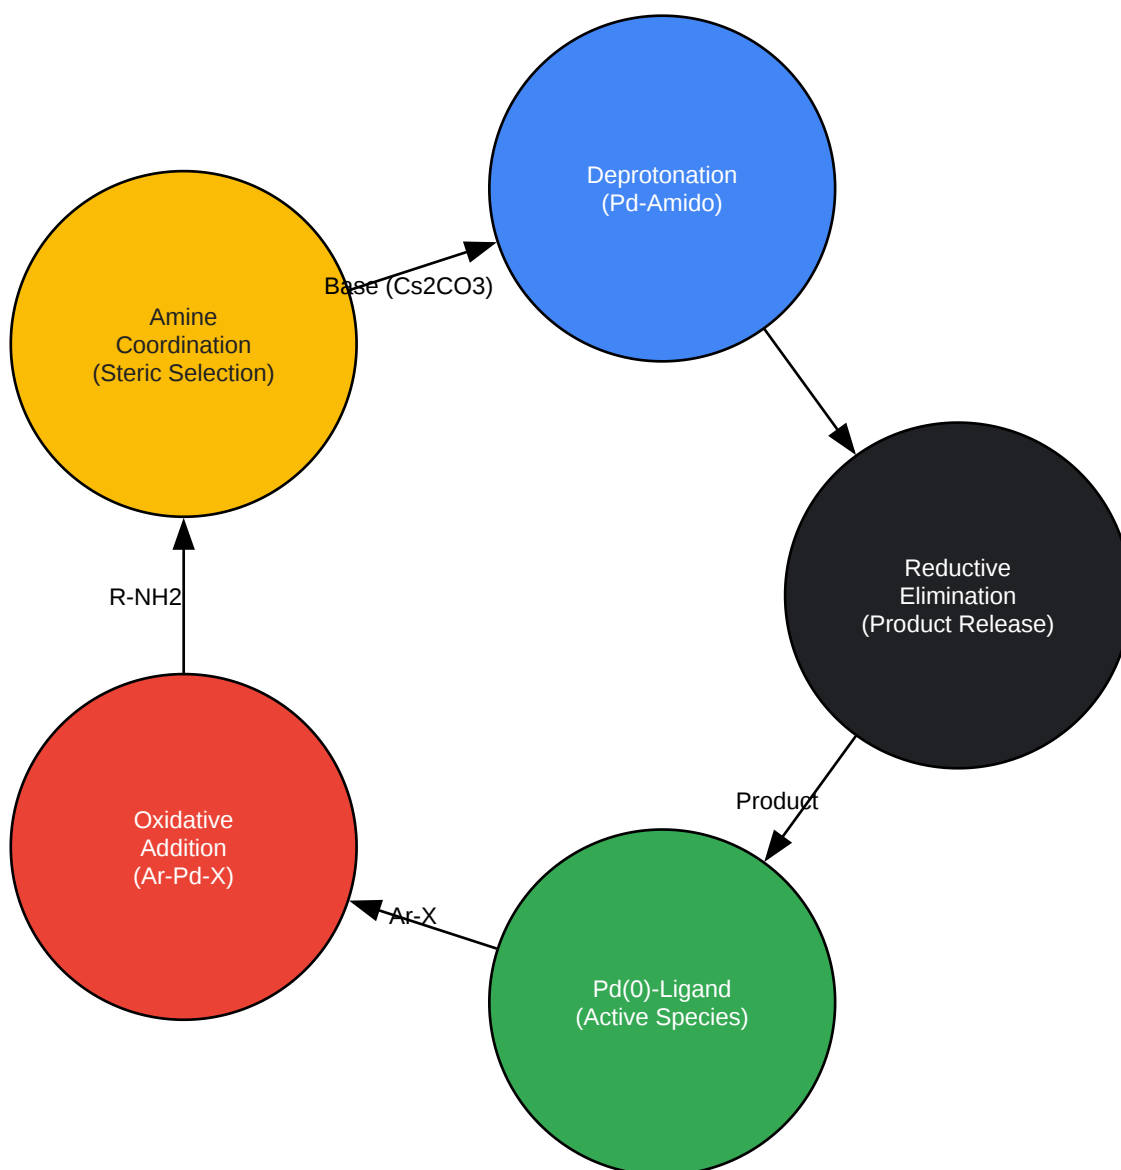 Deprotonation
(Pd-Amido)
Base (Cs2CO3)
Amine
Coordination
(Steric Selection)
Reductive
Elimination
(Product Release)
R-NH2
Product
Oxidative
Addition
(Ar-Pd-X)
Ar-X
Pd(0)-Ligand
(Active Species)